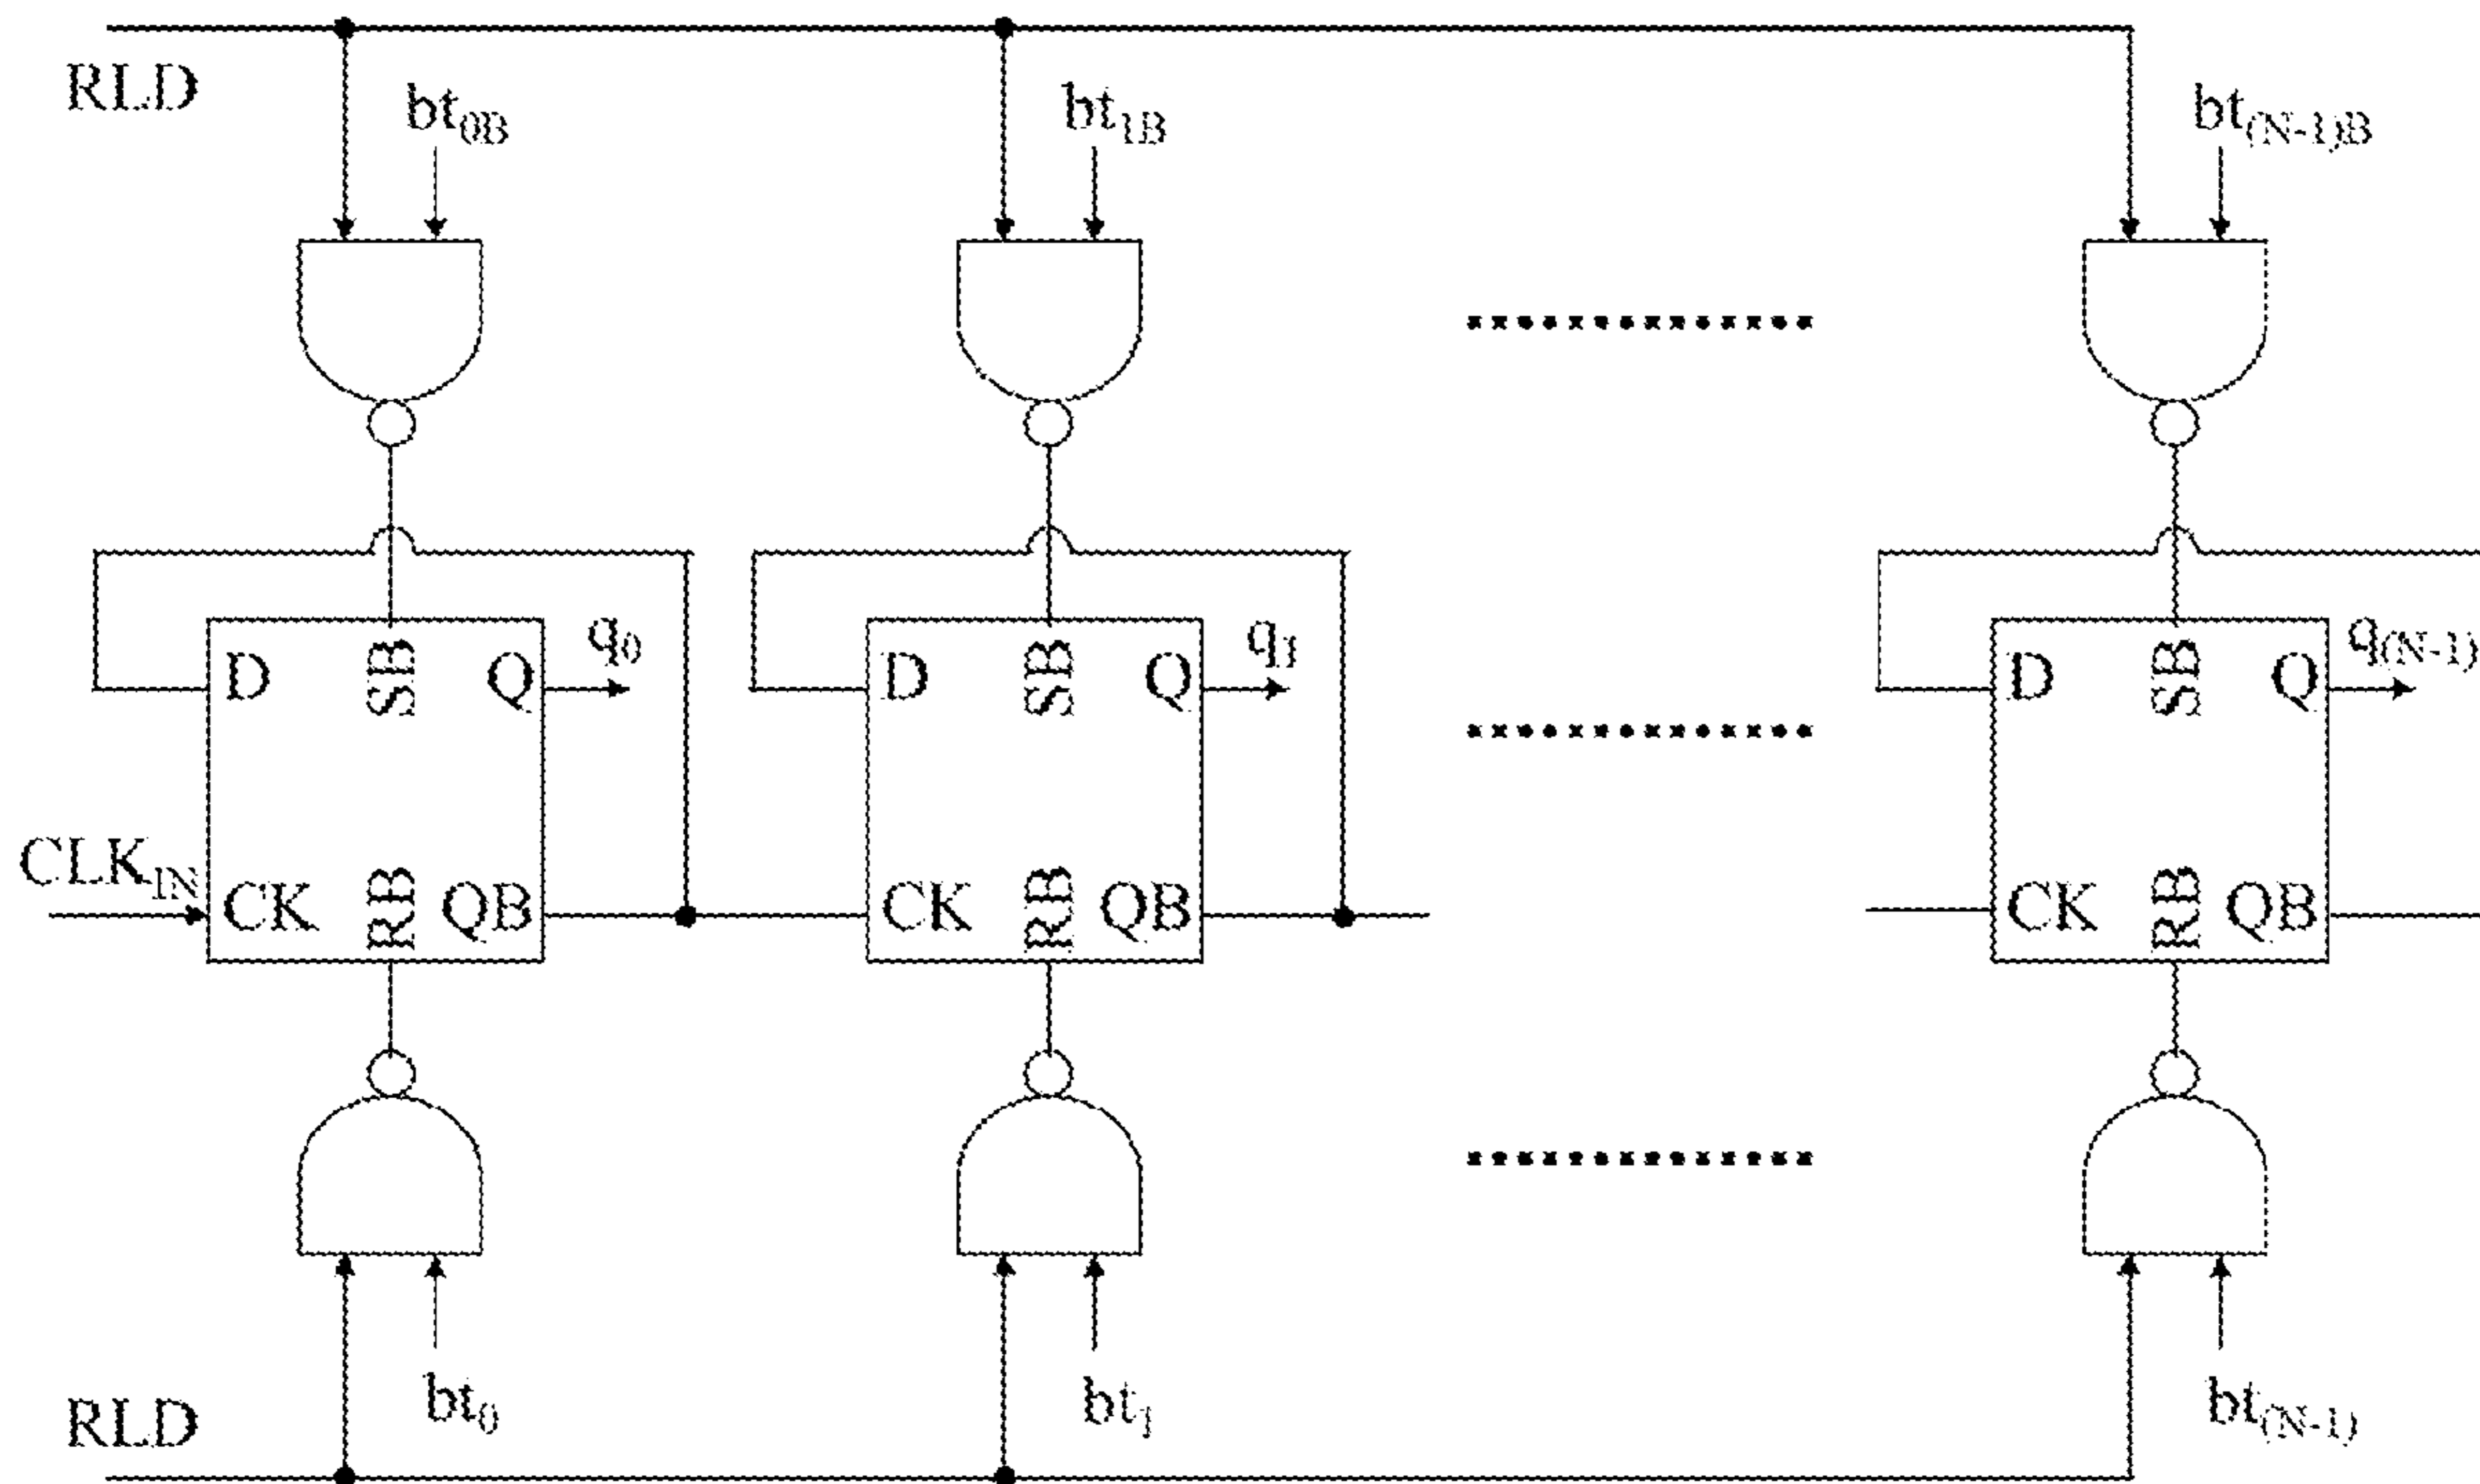 RLD
bt0B
bt1B
bt(N-1)B
D
SB
Q
q0
D
SB
Q
q1
D
SB
Q
q(N-1)
CLKIN
CK
RB
QB
CK
RB
QB
CK
RB
QB
RLD
bt0
bt1
bt(N-1)